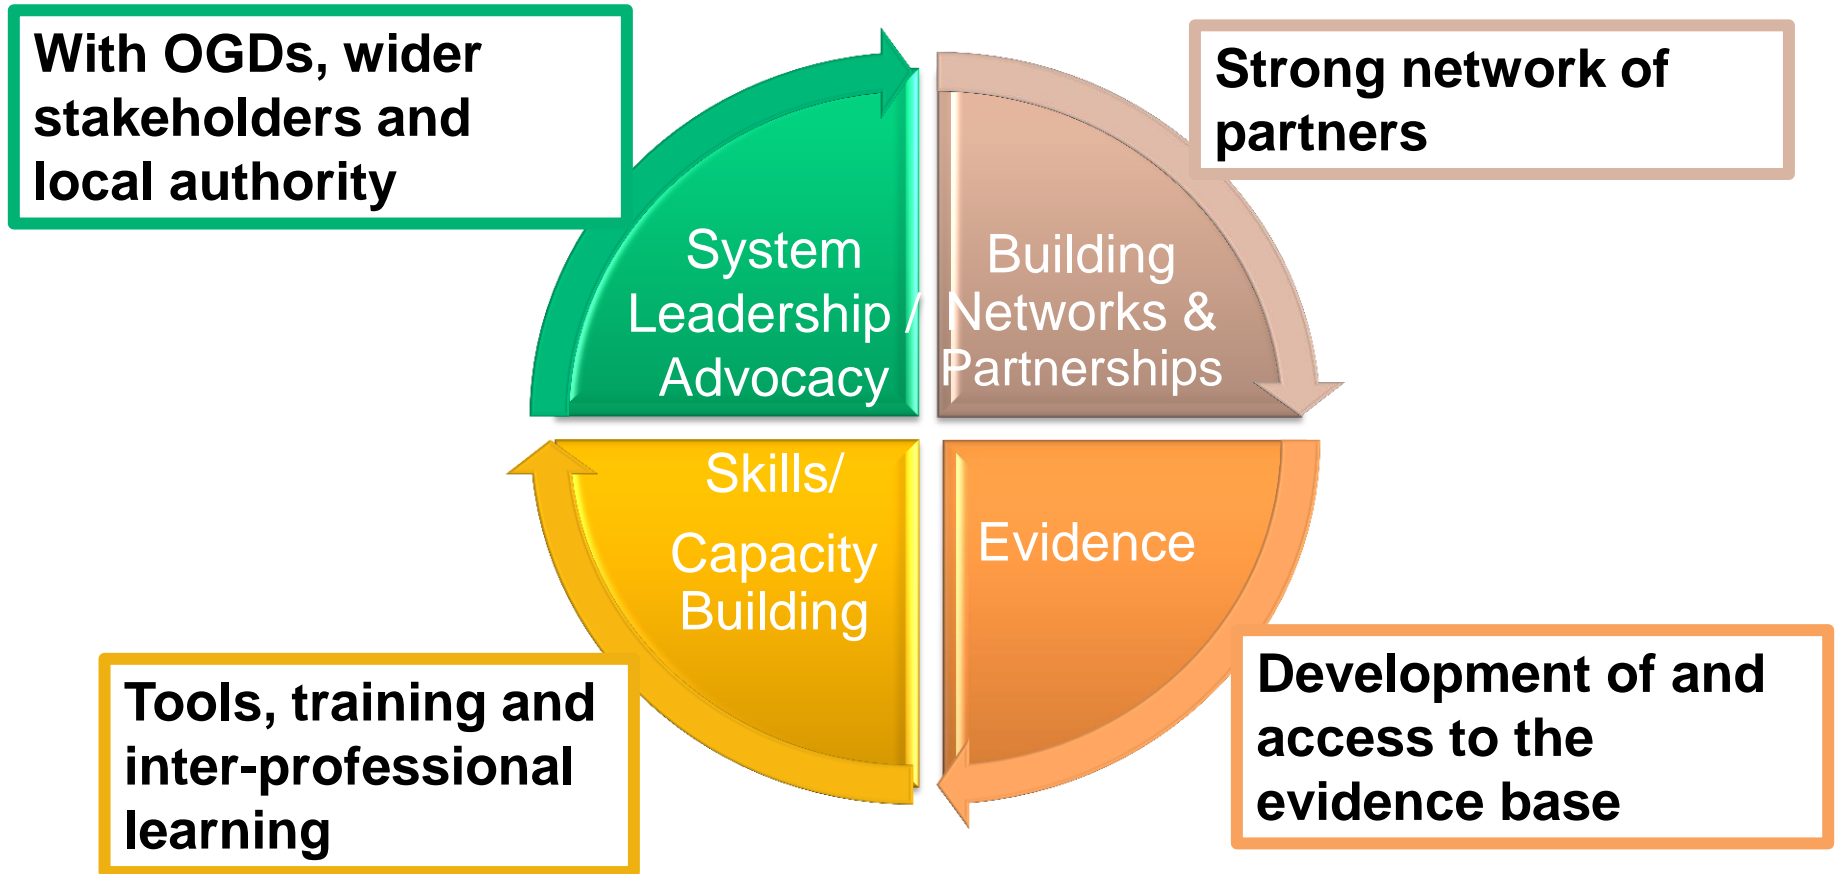 With OGDs, wider
stakeholders and
local authority
Strong network of
partners
System
Leadership /
Advocacy
Building
Networks &
Partnerships
Skills/
Capacity
Building
Evidence
Tools, training and
inter-professional
learning
Development of and
access to the
evidence base